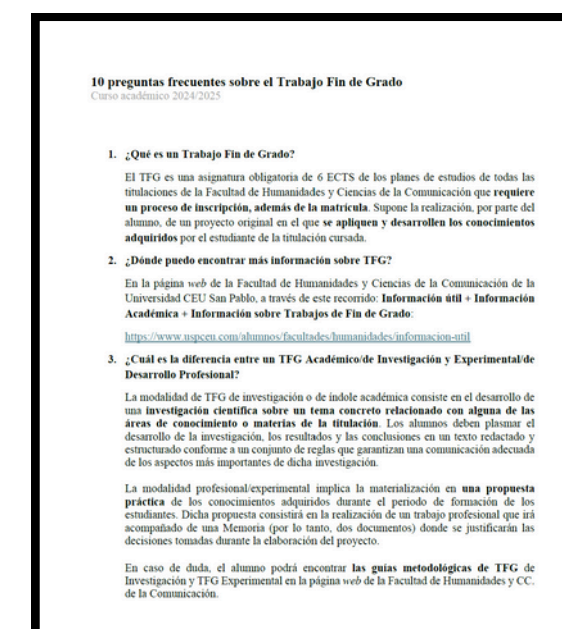 10 preguntas frecuentes sobre el Trabajo Fin de Grado
Curso académico 2024/2025
1. ¿Qué es un Trabajo Fin de Grado?
El TFG es una asignatura obligatoria de 6 ECTS de los planes de estudios de todas las
titulaciones de la Facultad de Humanidades y Ciencias de la Comunicación que requiere
un proceso de inscripción, además de la matrícula. Supone la realización, por parte del
alumno, de un proyecto original en el que se apliquen y desarrollen los conocimientos
adquiridos por el estudiante de la titulación cursada.
2. ¿Dónde puedo encontrar más información sobre TFG?
En la página web de la Facultad de Humanidades y Ciencias de la Comunicación de la
Universidad CEU San Pablo, a través de este recorrido: Información útil + Información
Académica + Información sobre Trabajos de Fin de Grado:
https://www.uspceu.com/alumnos/facultades/humanidades/informacion-util
3. ¿Cuál es la diferencia entre un TFG Académico/de Investigación y Experimental/de
Desarrollo Profesional?
La modalidad de TFG de investigación o de índole académica consiste en el desarrollo de
una investigación científica sobre un tema concreto relacionado con alguna de las
áreas de conocimiento o materias de la titulación. Los alumnos deben plasmar el
desarrollo de la investigación, los resultados y las conclusiones en un texto redactado y
estructurado conforme a un conjunto de reglas que garantizan una comunicación adecuada
de los aspectos más importantes de dicha investigación.
La modalidad profesional/experimental implica la materialización en una propuesta
práctica de los conocimientos adquiridos durante el periodo de formación de los
estudiantes. Dicha propuesta consistirá en la realización de un trabajo profesional que irá
acompañado de una Memoria (por lo tanto, dos documentos) donde se justificarán las
decisiones tomadas durante la elaboración del proyecto.
En caso de duda, el alumno podrá encontrar las guías metodológicas de TFG de
Investigación y TFG Experimental en la página web de la Facultad de Humanidades y CC.
de la Comunicación.